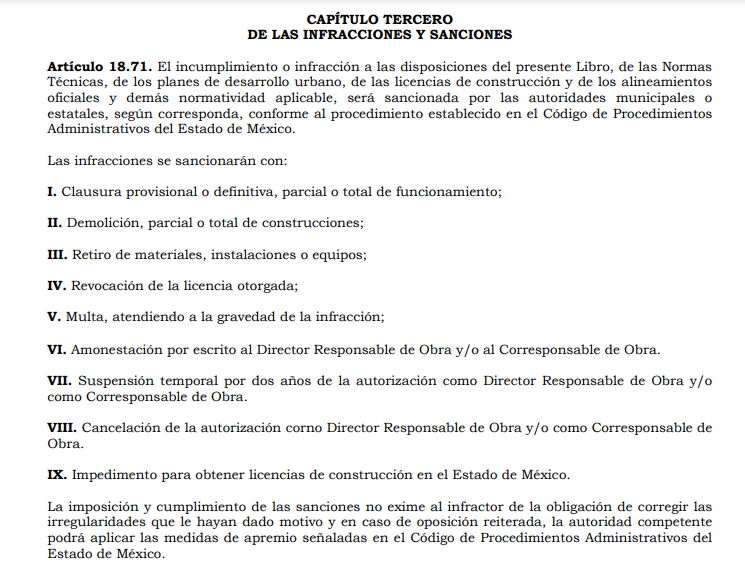 CAPÍTULO TERCERO
DE LAS INFRACCIONES Y SANCIONES
Artículo 18.71. El incumplimiento o infracción a las disposiciones del presente Libro, de las Normas
Técnicas, de los planes de desarrollo urbano, de las licencias de construcción y de los alineamientos
oficiales y demás normatividad aplicable, será sancionada por las autoridades municipales o
estatales, según corresponda, conforme al procedimiento establecido en el Código de Procedimientos
Administrativos del Estado de México.
Las infracciones se sancionarán con:
I. Clausura provisional o definitiva, parcial o total de funcionamiento;
II. Demolición, parcial o total de construcciones;
III. Retiro de materiales, instalaciones o equipos;
IV. Revocación de la licencia otorgada;
V. Multa, atendiendo a la gravedad de la infracción;
VI. Amonestación por escrito al Director Responsable de Obra y/o al Corresponsable de Obra.
VII. Suspensión temporal por dos años de la autorización como Director Responsable de Obra y/o
como Corresponsable de Obra.
VIII. Cancelación de la autorización corno Director Responsable de Obra y/o como Corresponsable de
Obra.
IX. Impedimento para obtener licencias de construcción en el Estado de México.
La imposición y cumplimiento de las sanciones no exime al infractor de la obligación de corregir las
irregularidades que le hayan dado motivo y en caso de oposición reiterada, la autoridad competente
podrá aplicar las medidas de apremio señaladas en el Código de Procedimientos Administrativos del
Estado de México.